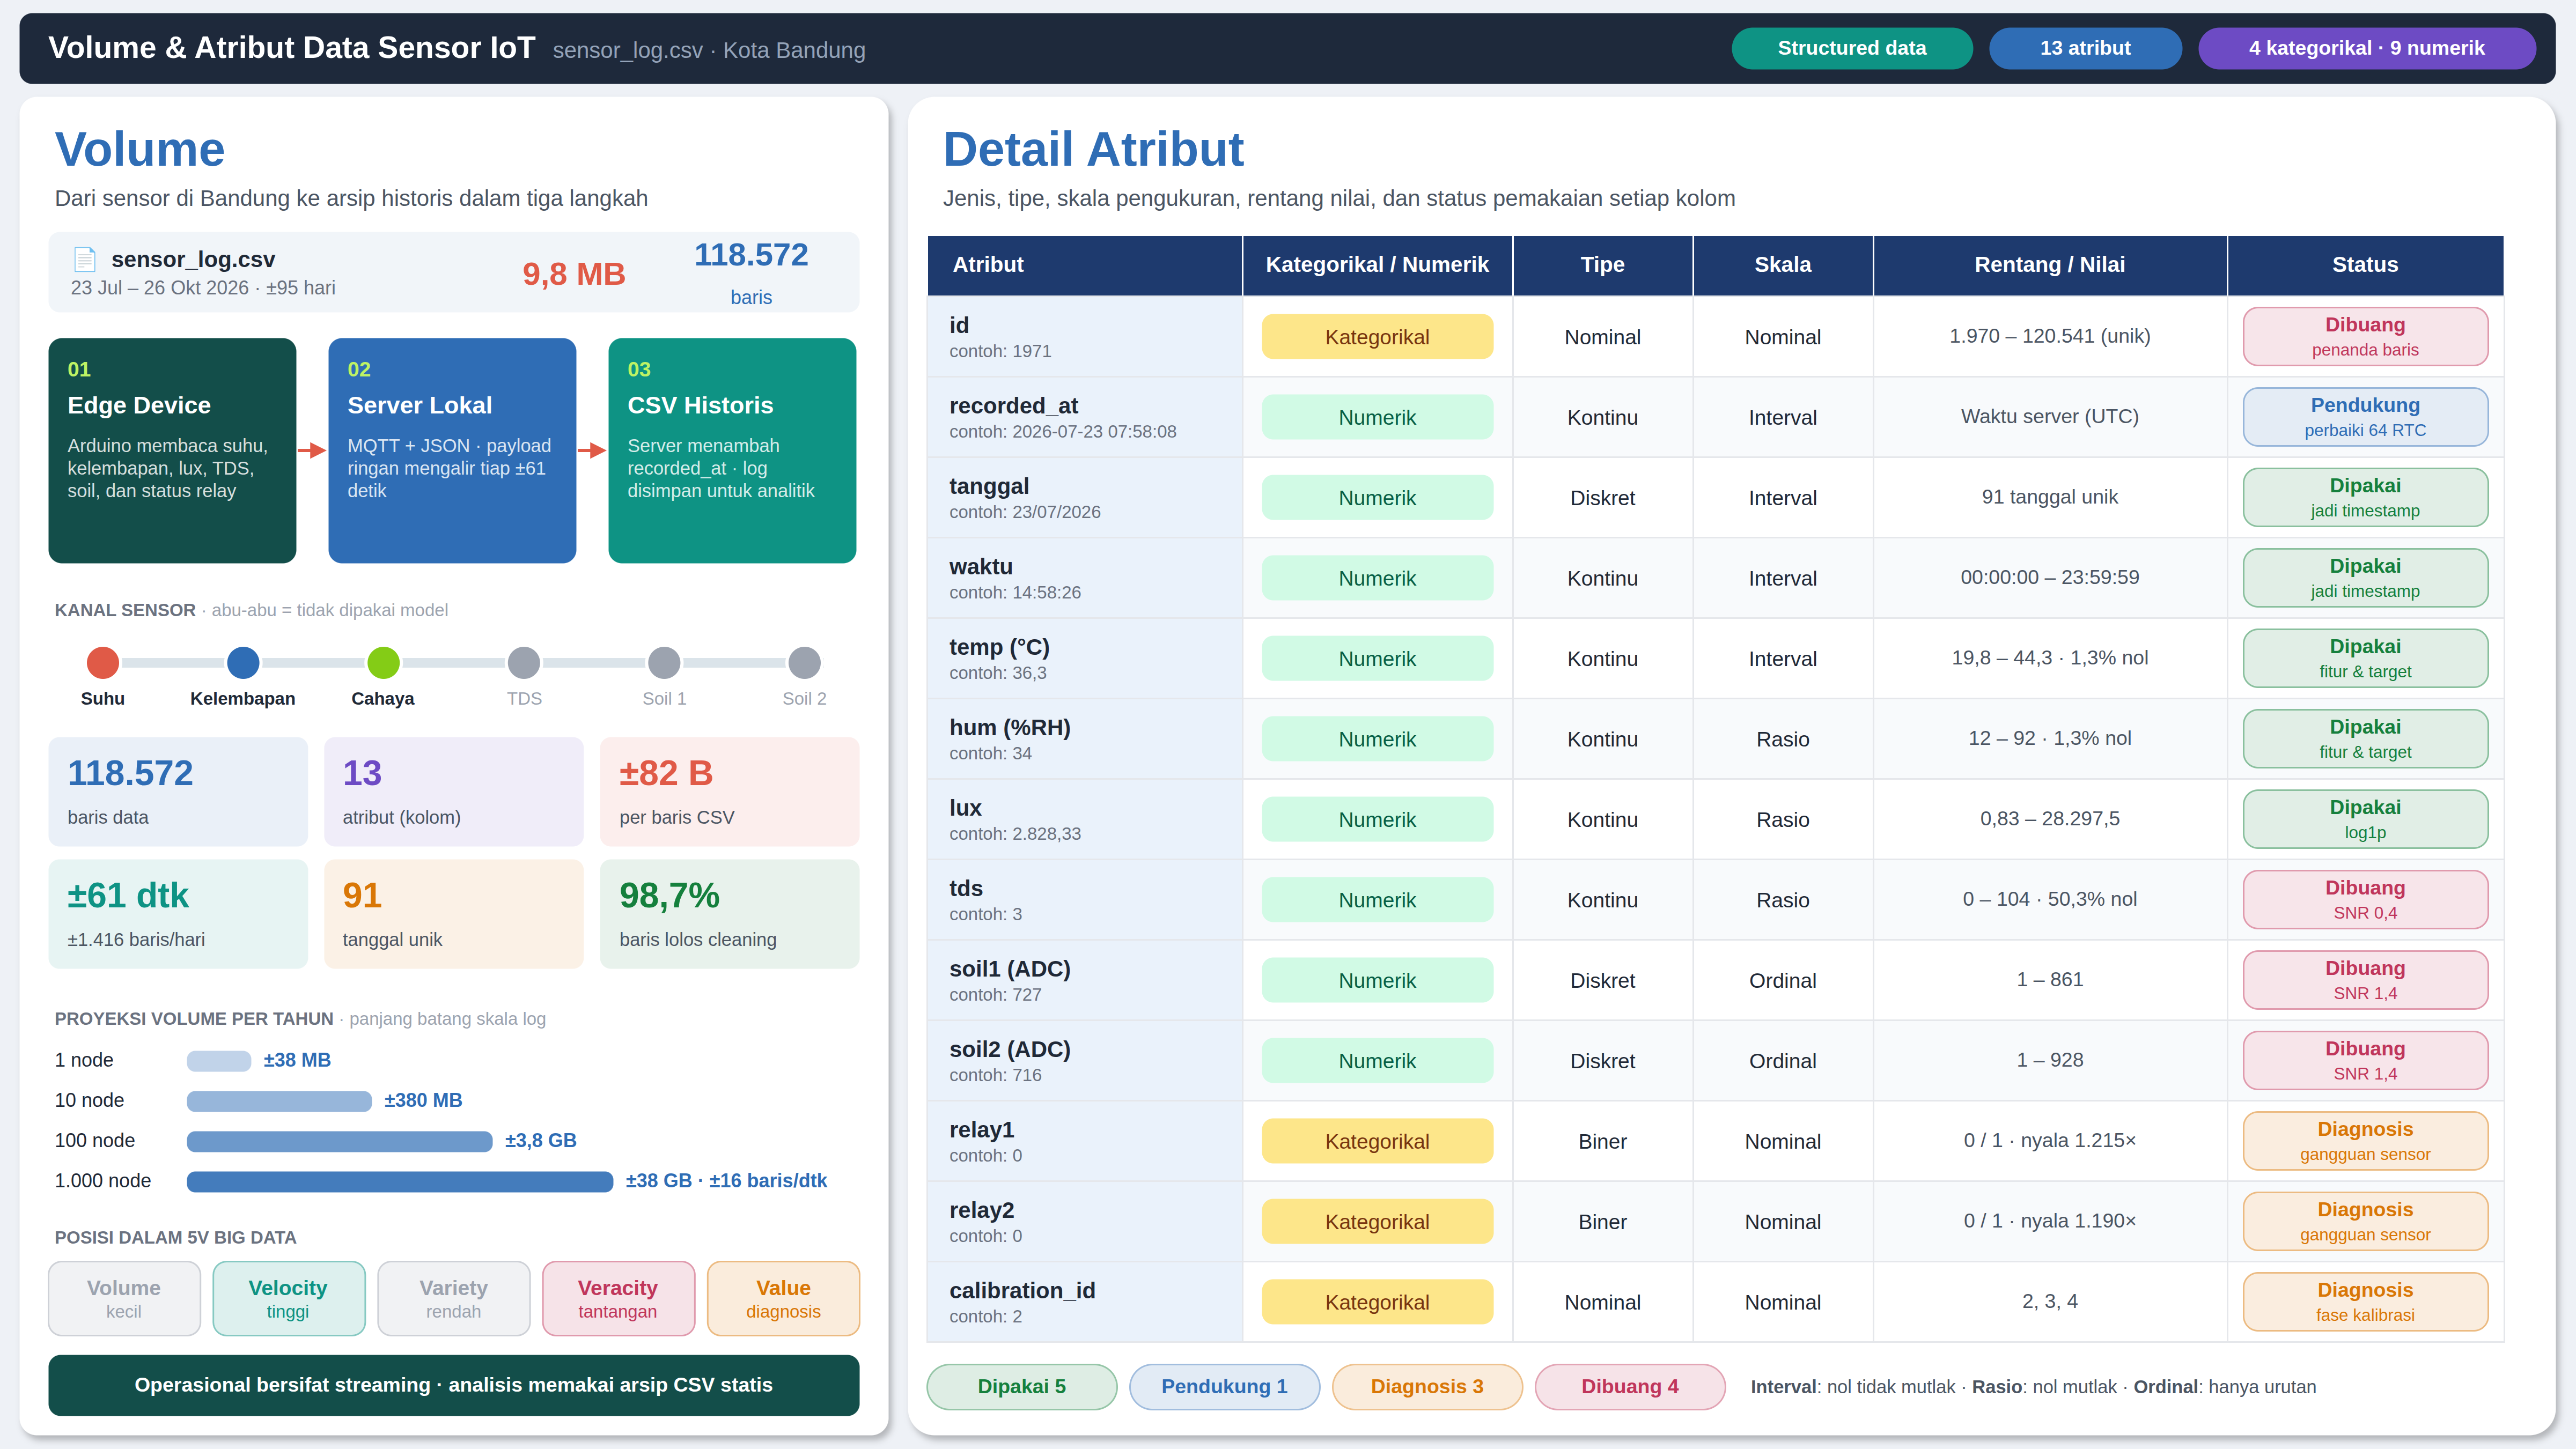 Volume & Atribut Data Sensor IoT sensor_log.csv · Kota Bandung
Structured data
13 atribut
4 kategorikal · 9 numerik
Volume
Dari sensor di Bandung ke arsip historis dalam tiga langkah
sensor_log.csv
23 Jul – 26 Okt 2026 · ±95 hari
9,8 MB
118.572
baris
01
Edge Device
Arduino membaca suhu,
kelembapan, lux, TDS,
soil, dan status relay
02
Server Lokal
MQTT + JSON · payload
ringan mengalir tiap ±61
detik
03
CSV Historis
Server menambah
recorded_at · log
disimpan untuk analitik
KANAL SENSOR · abu-abu = tidak dipakai model
Suhu
Kelembapan
Cahaya
TDS
Soil 1
Soil 2
118.572
baris data
13
atribut (kolom)
±82 B
per baris CSV
±61 dtk
±1.416 baris/hari
91
tanggal unik
98,7%
baris lolos cleaning
PROYEKSI VOLUME PER TAHUN · panjang batang skala log
1 node ±38 MB
10 node ±380 MB
100 node ±3,8 GB
1.000 node ±38 GB · ±16 baris/dtk
POSISI DALAM 5V BIG DATA
Volume
kecil
Velocity
tinggi
Variety
rendah
Veracity
tantangan
Value
diagnosis
Operasional bersifat streaming · analisis memakai arsip CSV statis
Detail Atribut
Jenis, tipe, skala pengukuran, rentang nilai, dan status pemakaian setiap kolom
Atribut Kategorikal / Numerik Tipe Skala Rentang / Nilai Status
id
contoh: 1971
Kategorikal Nominal Nominal 1.970 – 120.541 (unik)
Dibuang
penanda baris
recorded_at
contoh: 2026-07-23 07:58:08
Numerik Kontinu Interval Waktu server (UTC)
Pendukung
perbaiki 64 RTC
tanggal
contoh: 23/07/2026
Numerik Diskret Interval 91 tanggal unik
Dipakai
jadi timestamp
waktu
contoh: 14:58:26
Numerik Kontinu Interval 00:00:00 – 23:59:59
Dipakai
jadi timestamp
temp (°C)
contoh: 36,3
Numerik Kontinu Interval 19,8 – 44,3 · 1,3% nol
Dipakai
fitur & target
hum (%RH)
contoh: 34
Numerik Kontinu Rasio 12 – 92 · 1,3% nol
Dipakai
fitur & target
lux
contoh: 2.828,33
Numerik Kontinu Rasio 0,83 – 28.297,5
Dipakai
log1p
tds
contoh: 3
Numerik Kontinu Rasio 0 – 104 · 50,3% nol
Dibuang
SNR 0,4
soil1 (ADC)
contoh: 727
Numerik Diskret Ordinal 1 – 861
Dibuang
SNR 1,4
soil2 (ADC)
contoh: 716
Numerik Diskret Ordinal 1 – 928
Dibuang
SNR 1,4
relay1
contoh: 0
Kategorikal Biner Nominal 0 / 1 · nyala 1.215×
Diagnosis
gangguan sensor
relay2
contoh: 0
Kategorikal Biner Nominal 0 / 1 · nyala 1.190×
Diagnosis
gangguan sensor
calibration_id
contoh: 2
Kategorikal Nominal Nominal 2, 3, 4
Diagnosis
fase kalibrasi
Dipakai 5
Pendukung 1
Diagnosis 3
Dibuang 4
Interval: nol tidak mutlak · Rasio: nol mutlak · Ordinal: hanya urutan